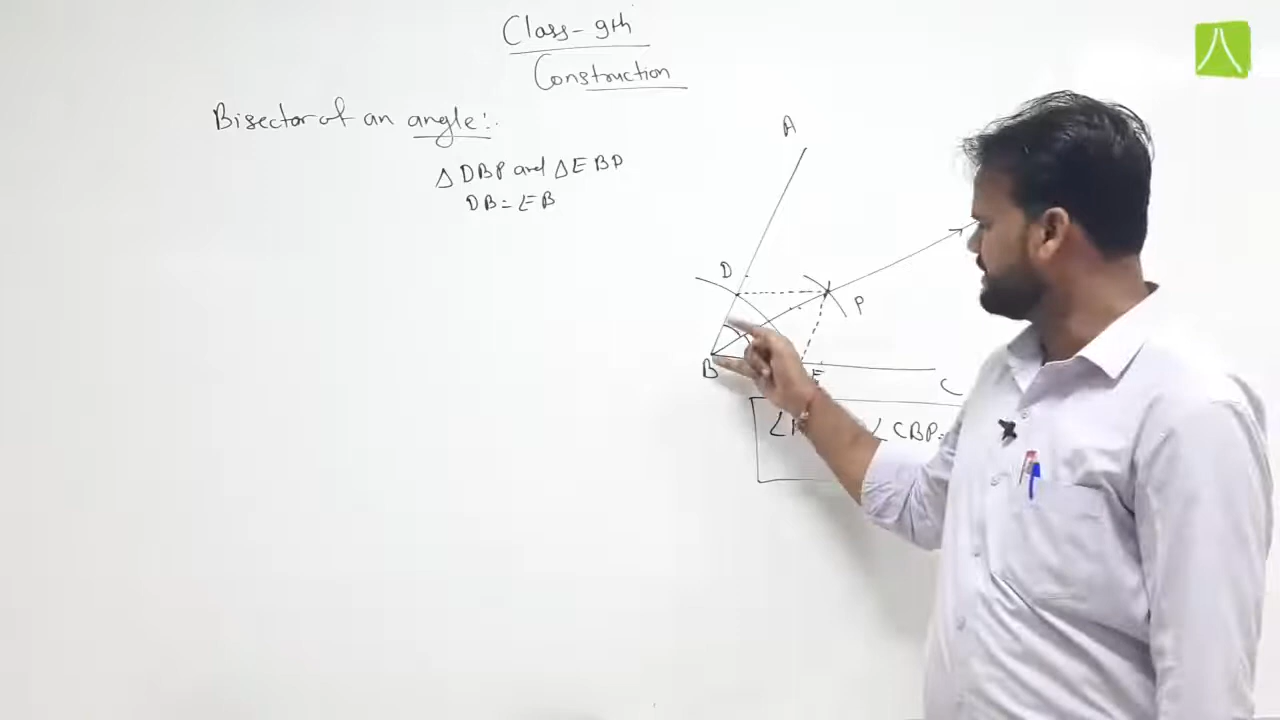 Class - 9th
Construction
Bisector of an angle:.
Δ DBP and Δ EBP
DB = EB
A
D
P
B
E
C
∠CBP=